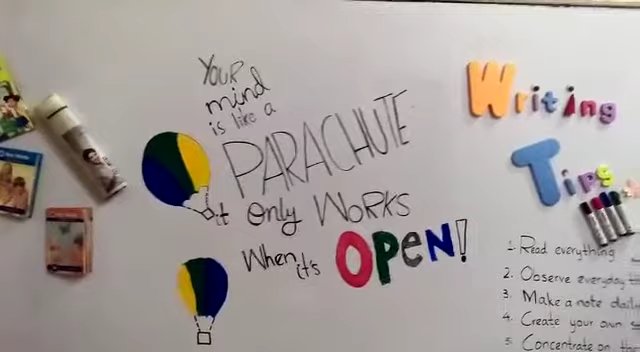 YOUR
mind
is like a
PARACHUTE
it Only WORKS
When it's OPEN!
Writing
Tips
1. Read everything
2. Observe everyday
3. Make a note daily
4. Create your own
5. Concentrate on